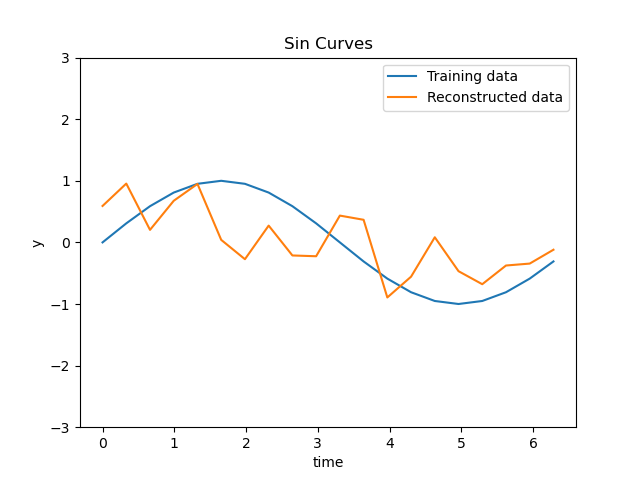 Sin Curves
Training data
Reconstructed data
3
2
1
0
−1
−2
−3
y
0 1 2 3 4 5 6
time